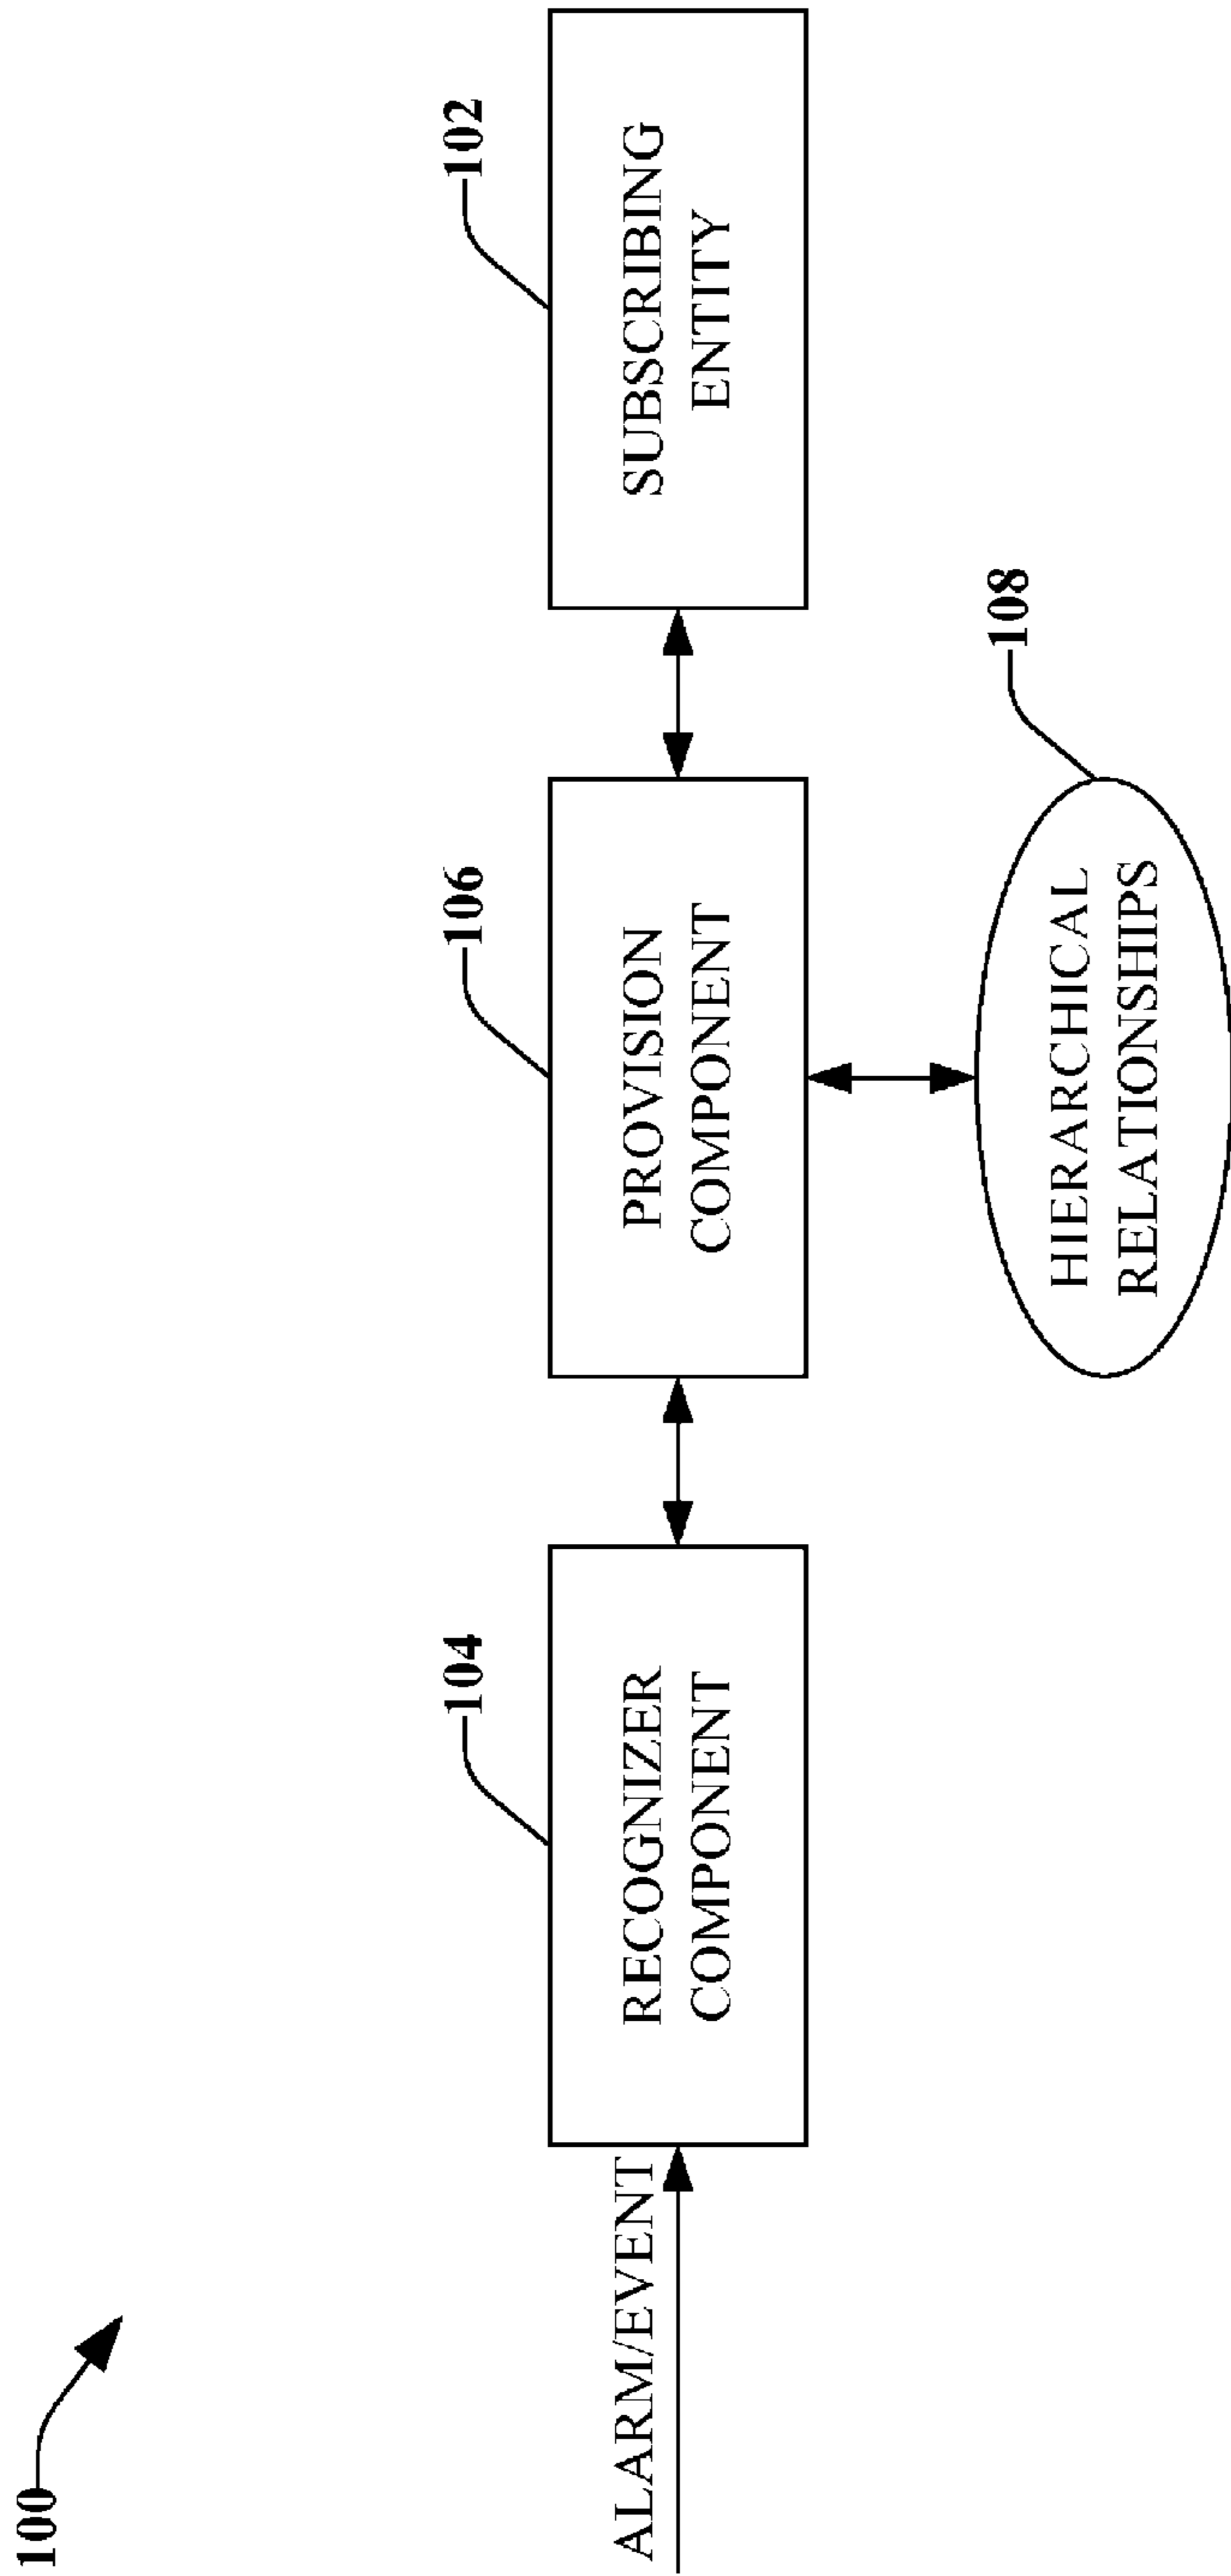 100
ALARM/EVENT
104
RECOGNIZER
COMPONENT
106
PROVISION
COMPONENT
102
SUBSCRIBING
ENTITY
108
HIERARCHICAL
RELATIONSHIPS